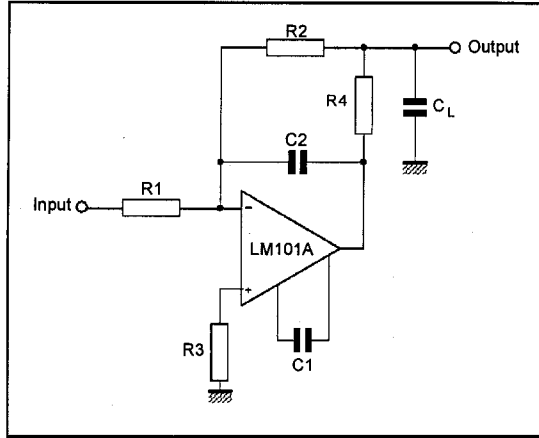 R2
Output
R4
C L
C2
R1
Input
−
LM101A
+
R3
C1